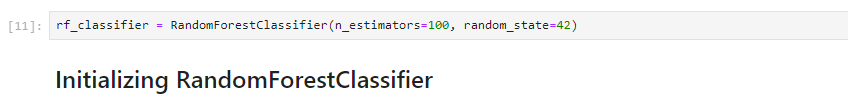 [11]: rf_classifier = RandomForestClassifier(n_estimators=100, random_state=42)
Initializing RandomForestClassifier